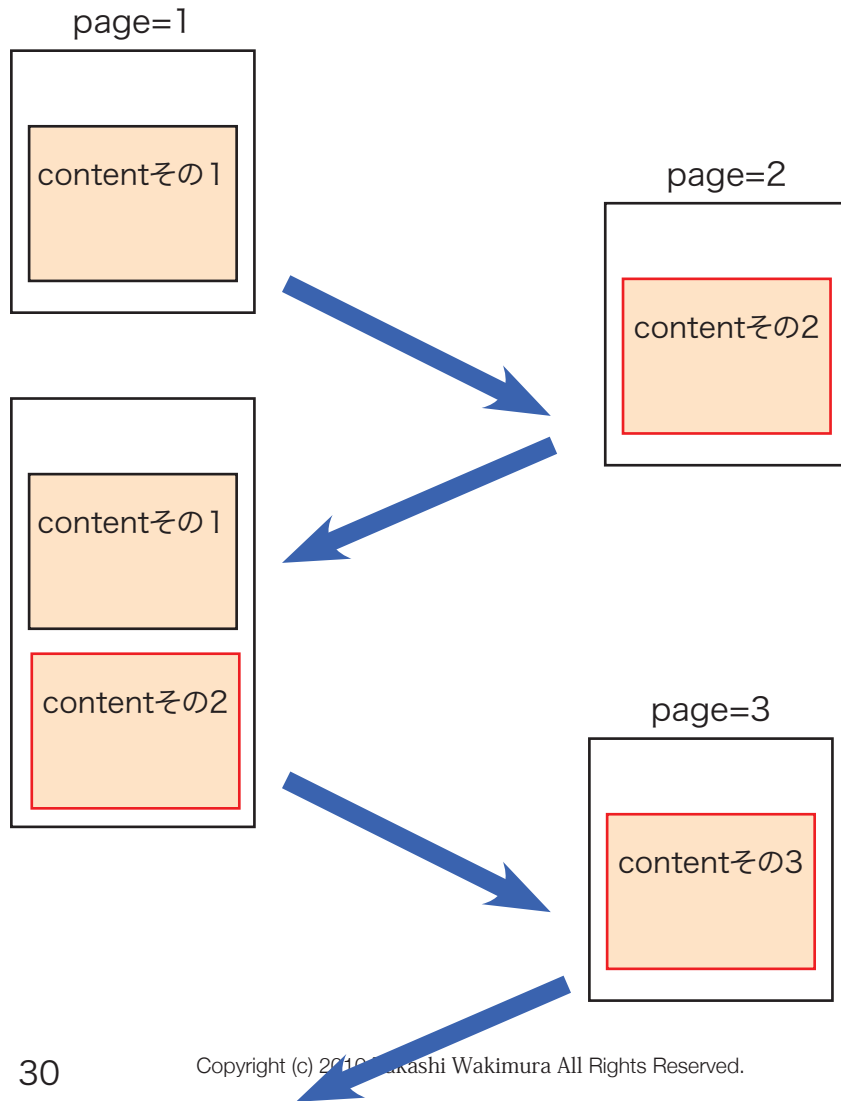 page=1
contentその1
page=2
contentその2
contentその1
contentその2
page=3
contentその3
30
Copyright (c) 2010 Wakimura All Rights Reserved.